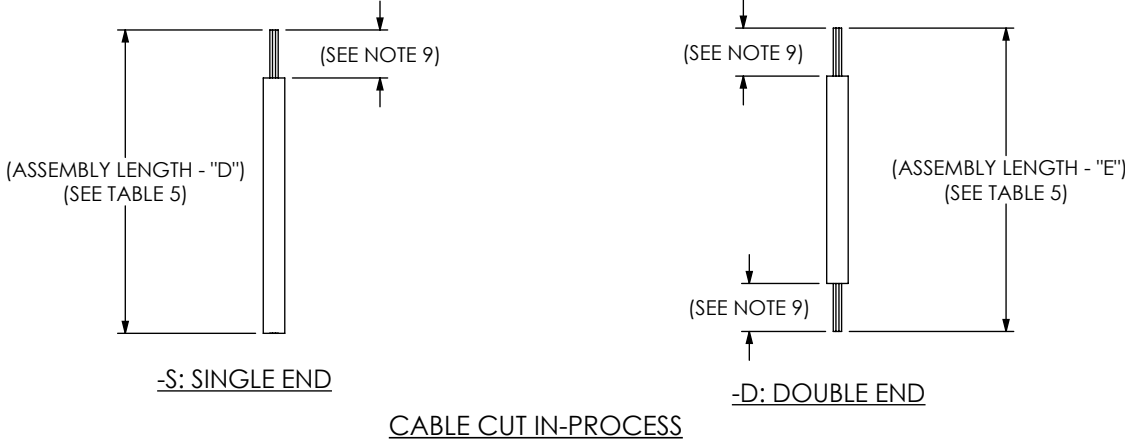 (SEE NOTE 9)
(ASSEMBLY LENGTH - "D")
(SEE TABLE 5)
-S: SINGLE END
(SEE NOTE 9)
(ASSEMBLY LENGTH - "E")
(SEE TABLE 5)
(SEE NOTE 9)
-D: DOUBLE END
CABLE CUT IN-PROCESS